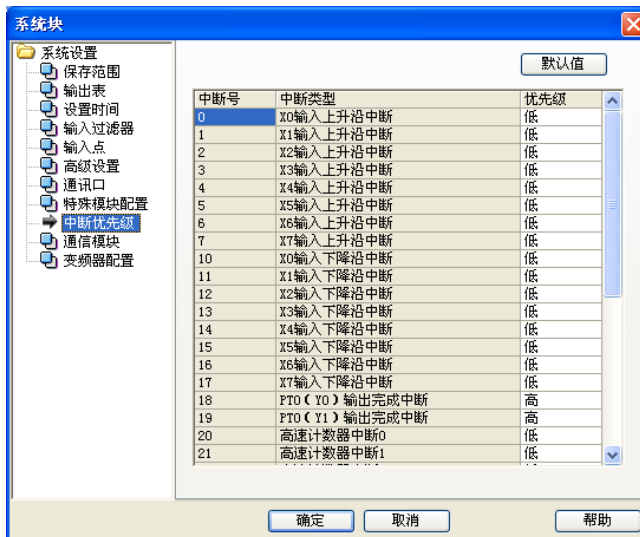 系统块
系统设置
保存范围
输出表
设置时间
输入过滤器
输入点
高级设置
通讯口
特殊模块配置
中断优先级
通信模块
变频器配置
默认值
中断号 中断类型 优先级
0 X0输入上升沿中断 低
1 X1输入上升沿中断 低
2 X2输入上升沿中断 低
3 X3输入上升沿中断 低
4 X4输入上升沿中断 低
5 X5输入上升沿中断 低
6 X6输入上升沿中断 低
7 X7输入上升沿中断 低
10 X0输入下降沿中断 低
11 X1输入下降沿中断 低
12 X2输入下降沿中断 低
13 X3输入下降沿中断 低
14 X4输入下降沿中断 低
15 X5输入下降沿中断 低
16 X6输入下降沿中断 低
17 X7输入下降沿中断 低
18 PTO(Y0)输出完成中断 高
19 PTO(Y1)输出完成中断 高
20 高速计数器中断0 低
21 高速计数器中断1 低
确定 取消 帮助